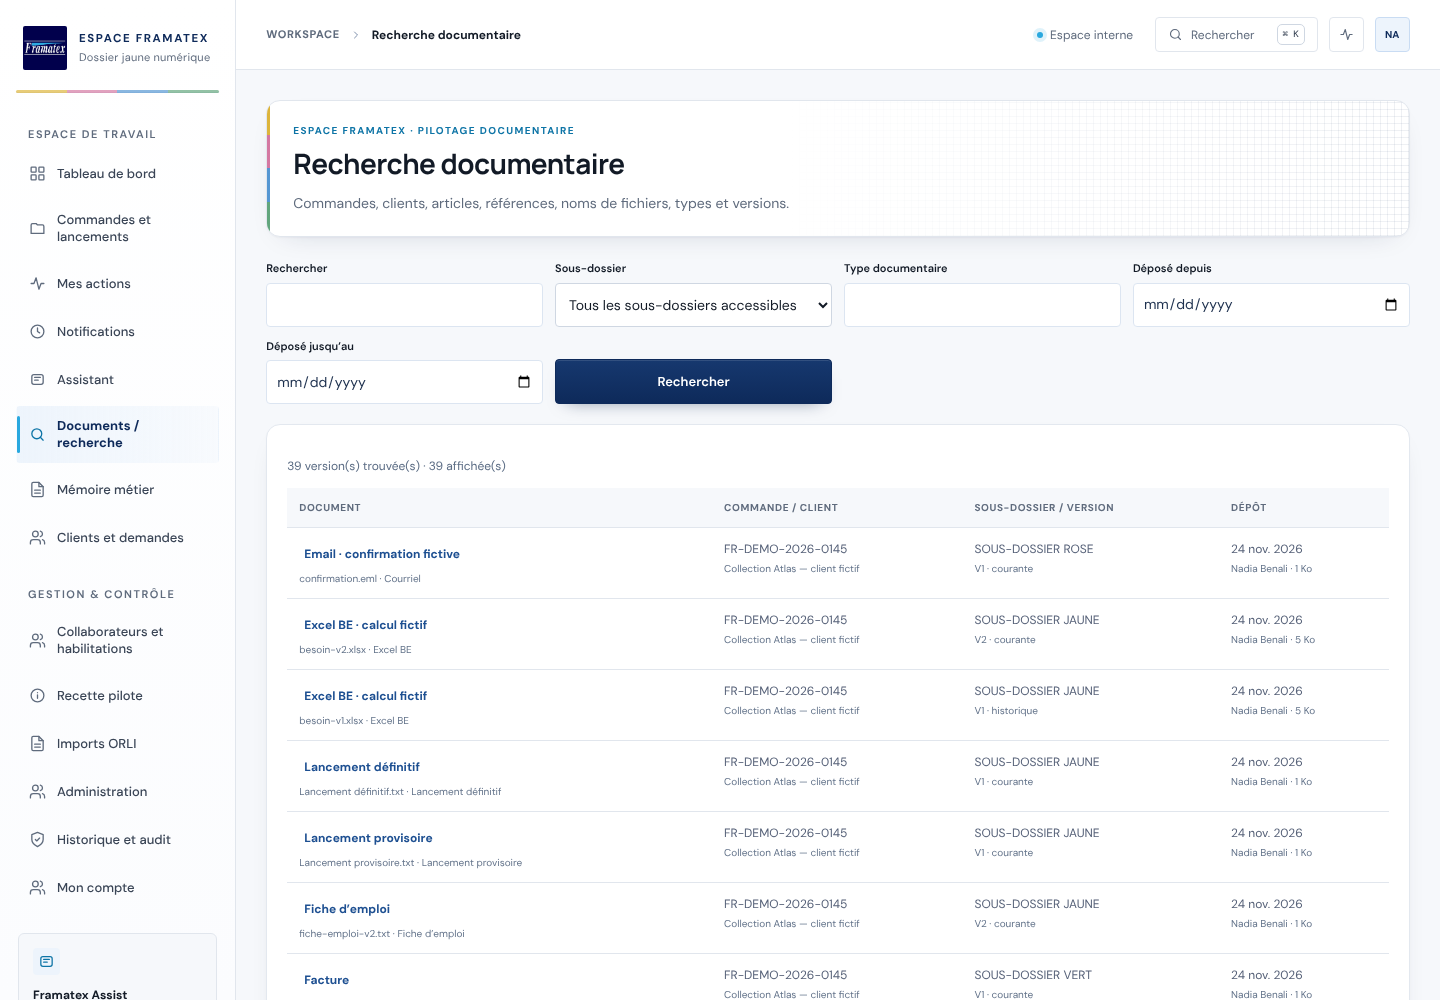 Framatex
ESPACE FRAMATEX
Dossier jaune numérique
ESPACE DE TRAVAIL
Tableau de bord
Commandes et
lancements
Mes actions
Notifications
Assistant
Documents /
recherche
Mémoire métier
Clients et demandes
GESTION & CONTRÔLE
Collaborateurs et
habilitations
Recette pilote
Imports ORLI
Administration
Historique et audit
Mon compte
Framatex Assist
WORKSPACE
Recherche documentaire
Espace interne
Rechercher
⌘ K
NA
ESPACE FRAMATEX · PILOTAGE DOCUMENTAIRE
Recherche documentaire
Commandes, clients, articles, références, noms de fichiers, types et versions.
Rechercher
Sous-dossier
Type documentaire
Déposé depuis
Tous les sous-dossiers accessibles
mm/dd/yyyy
Déposé jusqu’au
mm/dd/yyyy
Rechercher
39 version(s) trouvée(s) · 39 affichée(s)
DOCUMENT COMMANDE / CLIENT SOUS-DOSSIER / VERSION DÉPÔT
Email · confirmation fictive FR-DEMO-2026-0145 SOUS-DOSSIER ROSE 24 nov. 2026
confirmation.eml · Courriel Collection Atlas — client fictif V1 · courante Nadia Benali · 1 Ko
Excel BE · calcul fictif FR-DEMO-2026-0145 SOUS-DOSSIER JAUNE 24 nov. 2026
besoin-v2.xlsx · Excel BE Collection Atlas — client fictif V2 · courante Nadia Benali · 5 Ko
Excel BE · calcul fictif FR-DEMO-2026-0145 SOUS-DOSSIER JAUNE 24 nov. 2026
besoin-v1.xlsx · Excel BE Collection Atlas — client fictif V1 · historique Nadia Benali · 5 Ko
Lancement définitif FR-DEMO-2026-0145 SOUS-DOSSIER JAUNE 24 nov. 2026
Lancement définitif.txt · Lancement définitif Collection Atlas — client fictif V1 · courante Nadia Benali · 1 Ko
Lancement provisoire FR-DEMO-2026-0145 SOUS-DOSSIER JAUNE 24 nov. 2026
Lancement provisoire.txt · Lancement provisoire Collection Atlas — client fictif V1 · courante Nadia Benali · 1 Ko
Fiche d’emploi FR-DEMO-2026-0145 SOUS-DOSSIER JAUNE 24 nov. 2026
fiche-emploi-v2.txt · Fiche d’emploi Collection Atlas — client fictif V2 · courante Nadia Benali · 1 Ko
Facture FR-DEMO-2026-0145 SOUS-DOSSIER VERT 24 nov. 2026
Collection Atlas — client fictif V1 · courante Nadia Benali · 1 Ko